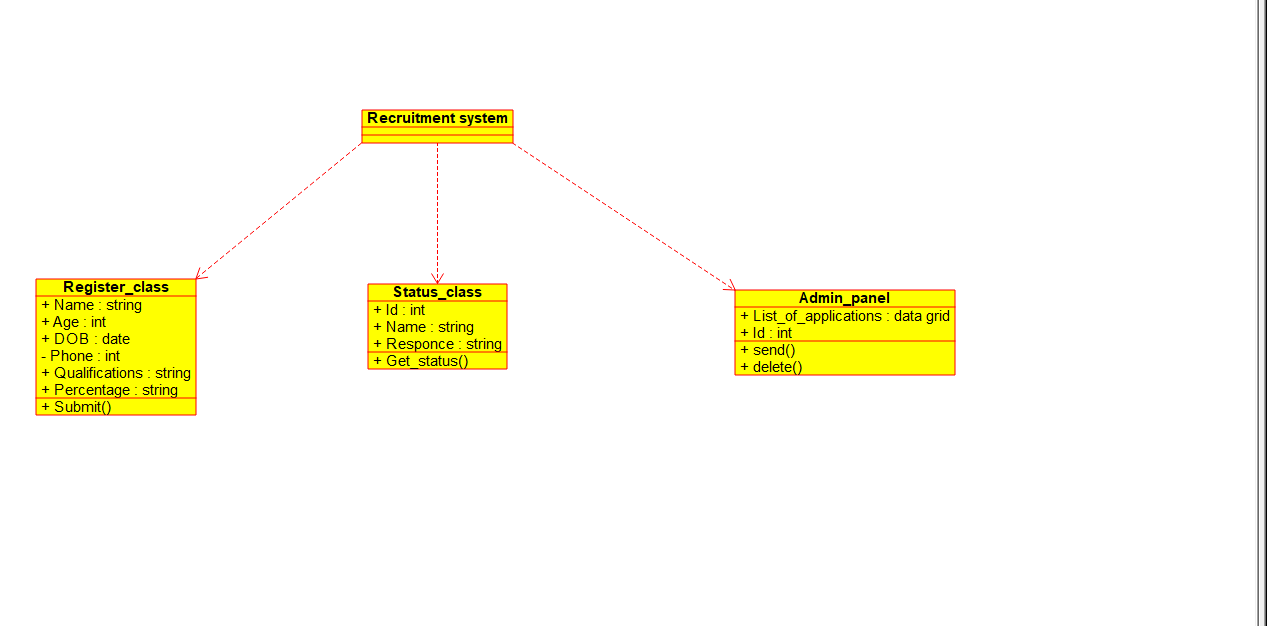 Recruitment system
Register_class
+ Name : string
+ Age : int
+ DOB : date
- Phone : int
+ Qualifications : string
+ Percentage : string
+ Submit()
Status_class
+ Id : int
+ Name : string
+ Responce : string
+ Get_status()
Admin_panel
+ List_of_applications : data grid
+ Id : int
+ send()
+ delete()